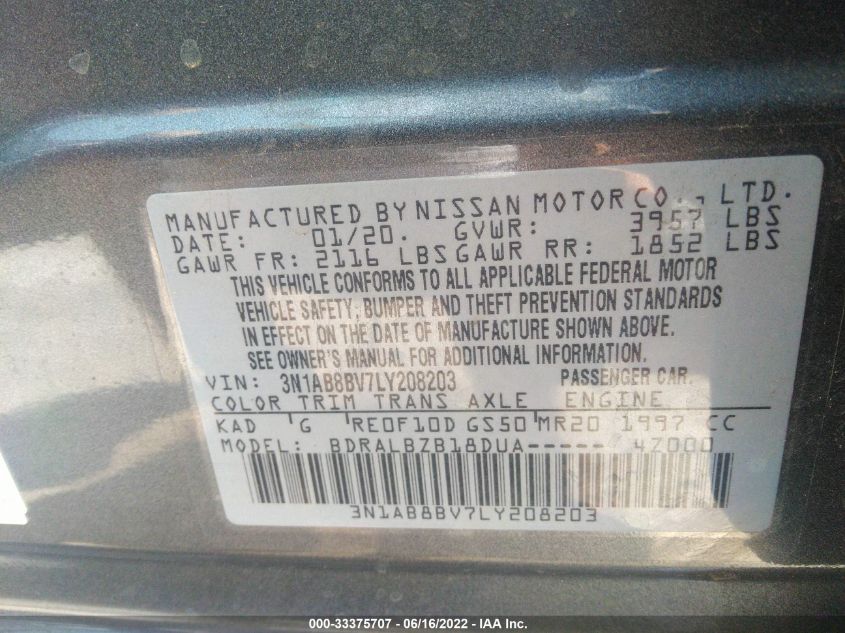 MANUFACTURED BY NISSAN MOTOR CO., LTD.
DATE: 01/20. GVWR: 3957 LBS
GAWR FR: 2116 LBS GAWR RR: 1852 LBS
THIS VEHICLE CONFORMS TO ALL APPLICABLE FEDERAL MOTOR
VEHICLE SAFETY, BUMPER AND THEFT PREVENTION STANDARDS
IN EFFECT ON THE DATE OF MANUFACTURE SHOWN ABOVE.
SEE OWNER'S MANUAL FOR ADDITIONAL INFORMATION.
VIN: 3N1AB8BV7LY208203 PASSENGER CAR.
COLOR TRIM TRANS AXLE ENGINE
KAD G RE0F10D GS50 MR20 1997 CC
MODEL: BDRALBZB18DUA----- 4Z000
3N1AB8BV7LY208203
000-33375707 - 06/16/2022 - IAA Inc.